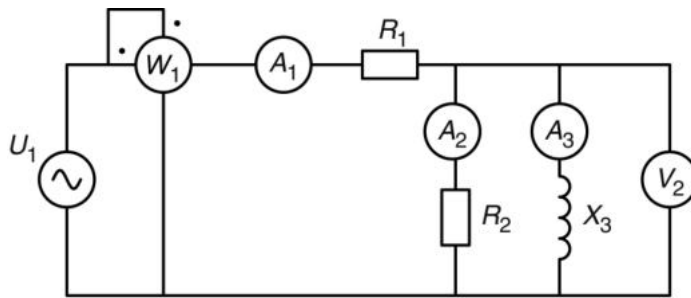 R₁
W₁
A₁
A₂
A₃
U₁
V₂
R₂
X₃